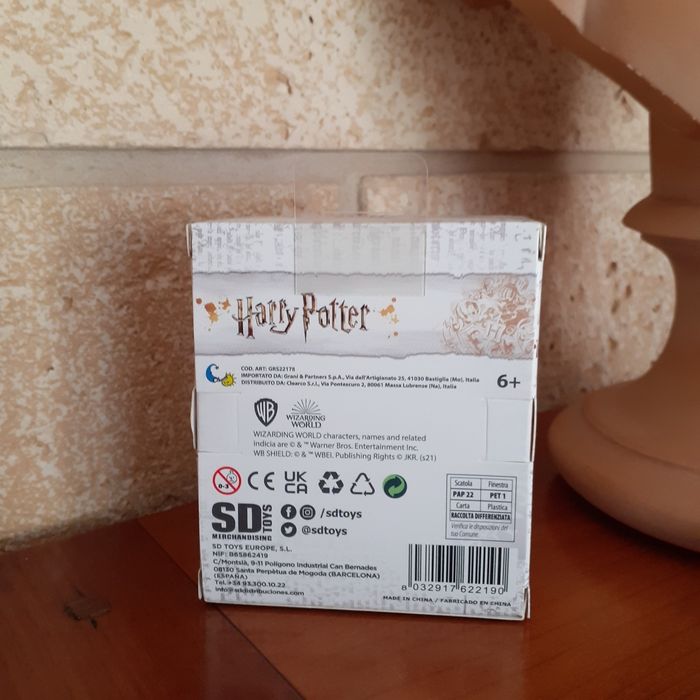 Harry Potter
COD. ART: GRS22178
IMPORTATO DA: Grani & Partners S.p.A., Via dell'Artigianato 25, 41030 Bastiglia (Mo), Italia
DISTRIBUITO DA: Clearco S.r.l., Via Pontescuro 2, 80061 Massa Lubrense (Na), Italia
6+
WB
WIZARDING
WORLD
WIZARDING WORLD characters, names and related
indicia are © & ™ Warner Bros. Entertainment Inc.
WB SHIELD: © & ™ WBEI. Publishing Rights © JKR. (s21)
0-3
CE
UK
CA
SD TOYS
MERCHANDISING
/sdtoys
@sdtoys
Scatola Finestra
PAP 22 PET 1
Carta Plastica
RACCOLTA DIFFERENZIATA
Verifica le disposizioni del
tuo Comune
SD TOYS EUROPE, S.L.
NIF: B65862419
C/Montsià, 9-11 Polígono Industrial Can Bernades
08130 Santa Perpètua de Mogoda (BARCELONA)
(ESPAÑA)
Tel. +34 93.300.10.22
info@sddistribuciones.com
8 032917 622190
MADE IN CHINA / FABRICADO EN CHINA